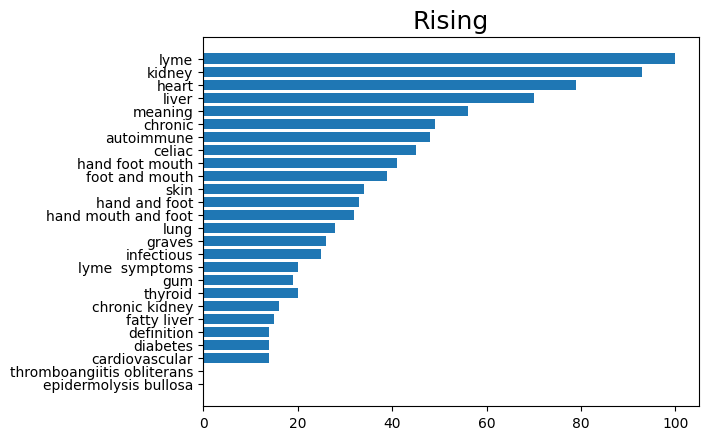 Rising
lyme
kidney
heart
liver
meaning
chronic
autoimmune
celiac
hand foot mouth
foot and mouth
skin
hand and foot
hand mouth and foot
lung
graves
infectious
lyme  symptoms
gum
thyroid
chronic kidney
fatty liver
definition
diabetes
cardiovascular
thromboangiitis obliterans
epidermolysis bullosa
0 20 40 60 80 100